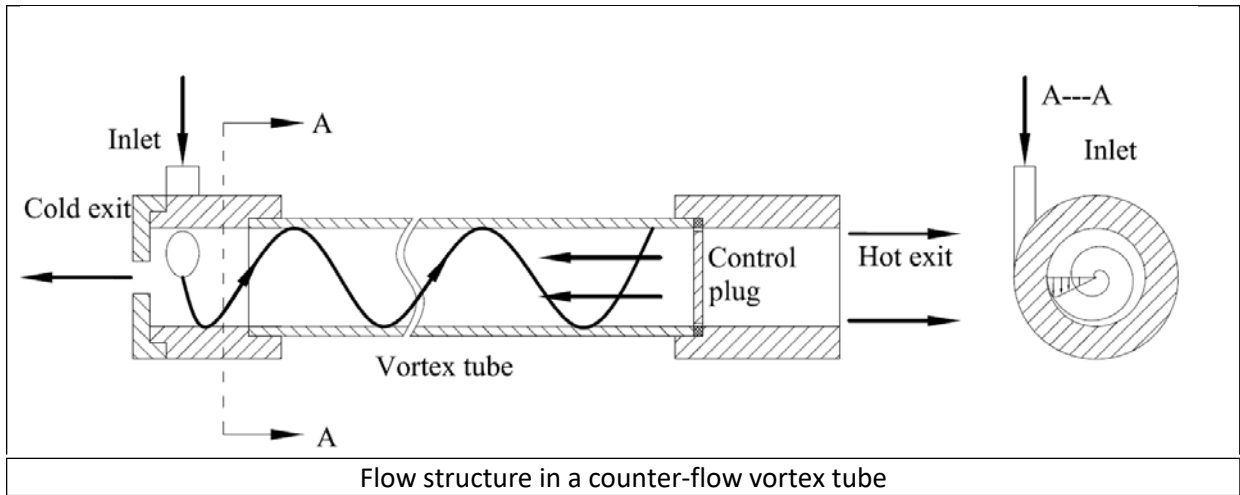 Inlet
Cold exit
A
A
Vortex tube
Control
plug
Hot exit
A---A
Inlet
Flow structure in a counter-flow vortex tube